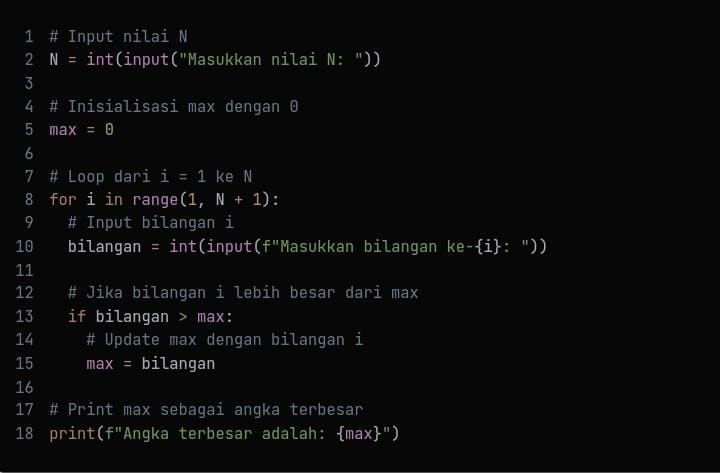 1 # Input nilai N
2 N = int(input("Masukkan nilai N: "))
3
4 # Inisialisasi max dengan 0
5 max = 0
6
7 # Loop dari i = 1 ke N
8 for i in range(1, N + 1):
9   # Input bilangan i
10   bilangan = int(input(f"Masukkan bilangan ke-{i}: "))
11
12   # Jika bilangan i lebih besar dari max
13   if bilangan > max:
14     # Update max dengan bilangan i
15     max = bilangan
16
17 # Print max sebagai angka terbesar
18 print(f"Angka terbesar adalah: {max}")